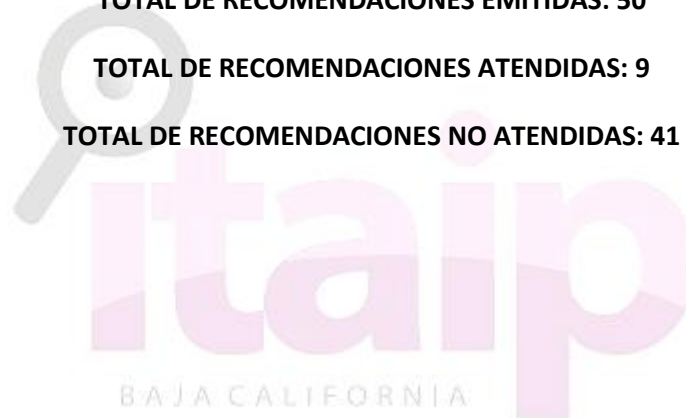 TOTAL DE RECOMENDACIONES EMITIDAS: 50
TOTAL DE RECOMENDACIONES ATENDIDAS: 9
TOTAL DE RECOMENDACIONES NO ATENDIDAS: 41
itaip
BAJA CALIFORNIA